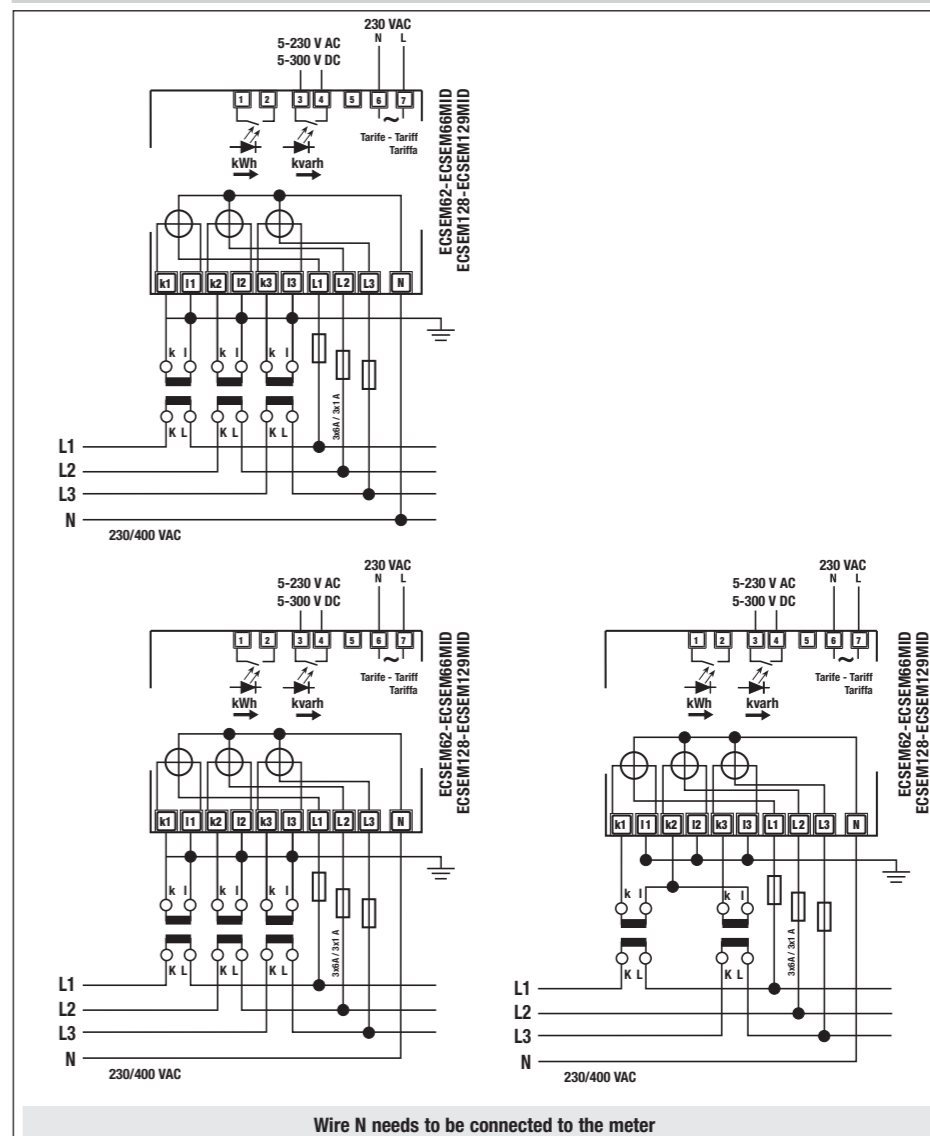 230 VAC
N L
5-230 V AC
5-300 V DC
1 2 3 4 5 6 7
~
Tarife - Tariff
Tariffa
kWh kvarh
ECSEM62-ECSEM66MID
ECSEM128-ECSEM129MID
k1 l1 k2 l2 k3 l3 L1 L2 L3 N
k l k l k l
3x6A / 3x1 A
K L K L K L
L1
L2
L3
N
230/400 VAC
230 VAC
N L
5-230 V AC
5-300 V DC
1 2 3 4 5 6 7
~
Tarife - Tariff
Tariffa
kWh kvarh
ECSEM62-ECSEM66MID
ECSEM128-ECSEM129MID
k1 l1 k2 l2 k3 l3 L1 L2 L3 N
k l k l k l
3x6A / 3x1 A
K L K L K L
L1
L2
L3
N
230/400 VAC
230 VAC
N L
5-230 V AC
5-300 V DC
1 2 3 4 5 6 7
~
Tarife - Tariff
Tariffa
kWh kvarh
ECSEM62-ECSEM66MID
ECSEM128-ECSEM129MID
k1 l1 k2 l2 k3 l3 L1 L2 L3 N
k l k l
3x6A / 3x1 A
K L K L
L1
L2
L3
N
230/400 VAC
Wire N needs to be connected to the meter